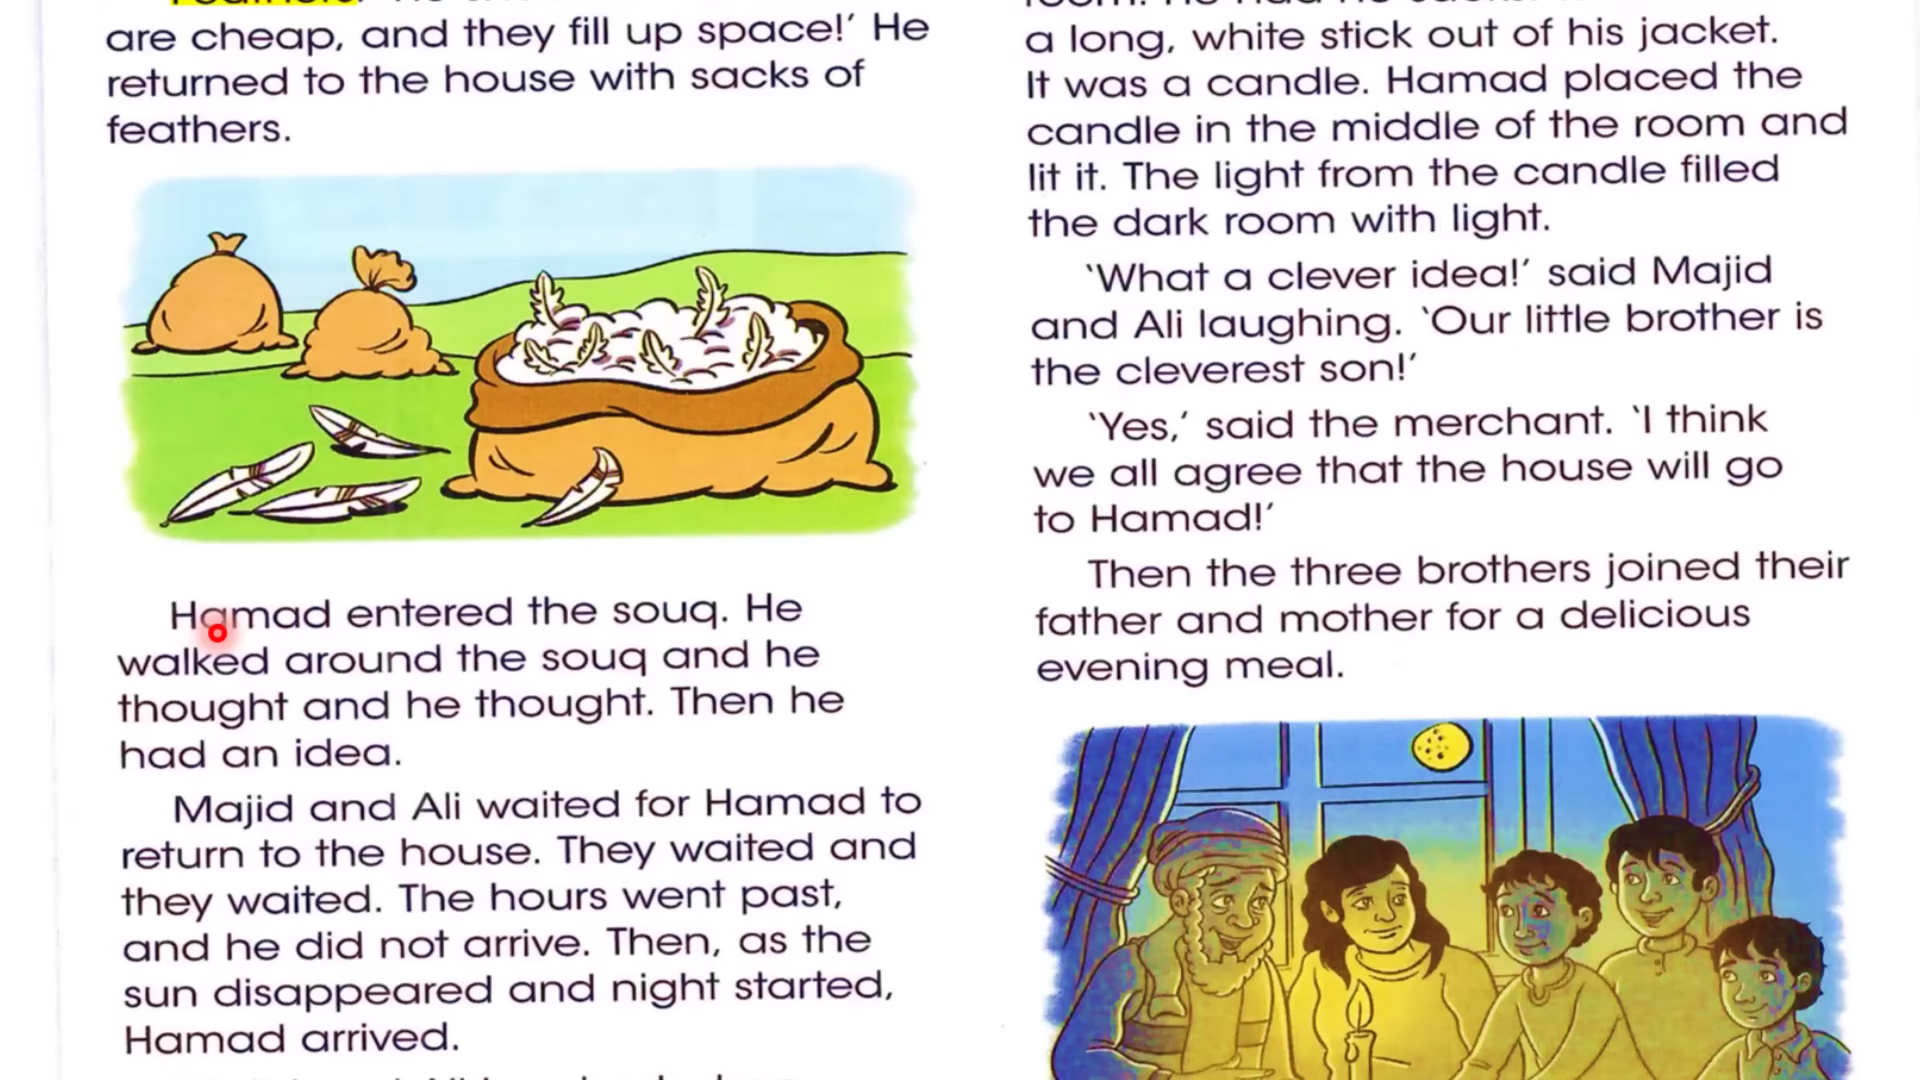 Feathers!
are cheap, and they fill up space!’ He
returned to the house with sacks of
feathers.
Hamad entered the souq. He
walked around the souq and he
thought and he thought. Then he
had an idea.
Majid and Ali waited for Hamad to
return to the house. They waited and
they waited. The hours went past,
and he did not arrive. Then, as the
sun disappeared and night started,
Hamad arrived.
a long, white stick out of his jacket.
It was a candle. Hamad placed the
candle in the middle of the room and
lit it. The light from the candle filled
the dark room with light.
‘What a clever idea!’ said Majid
and Ali laughing. ‘Our little brother is
the cleverest son!’
‘Yes,’ said the merchant. ‘I think
we all agree that the house will go
to Hamad!’
Then the three brothers joined their
father and mother for a delicious
evening meal.